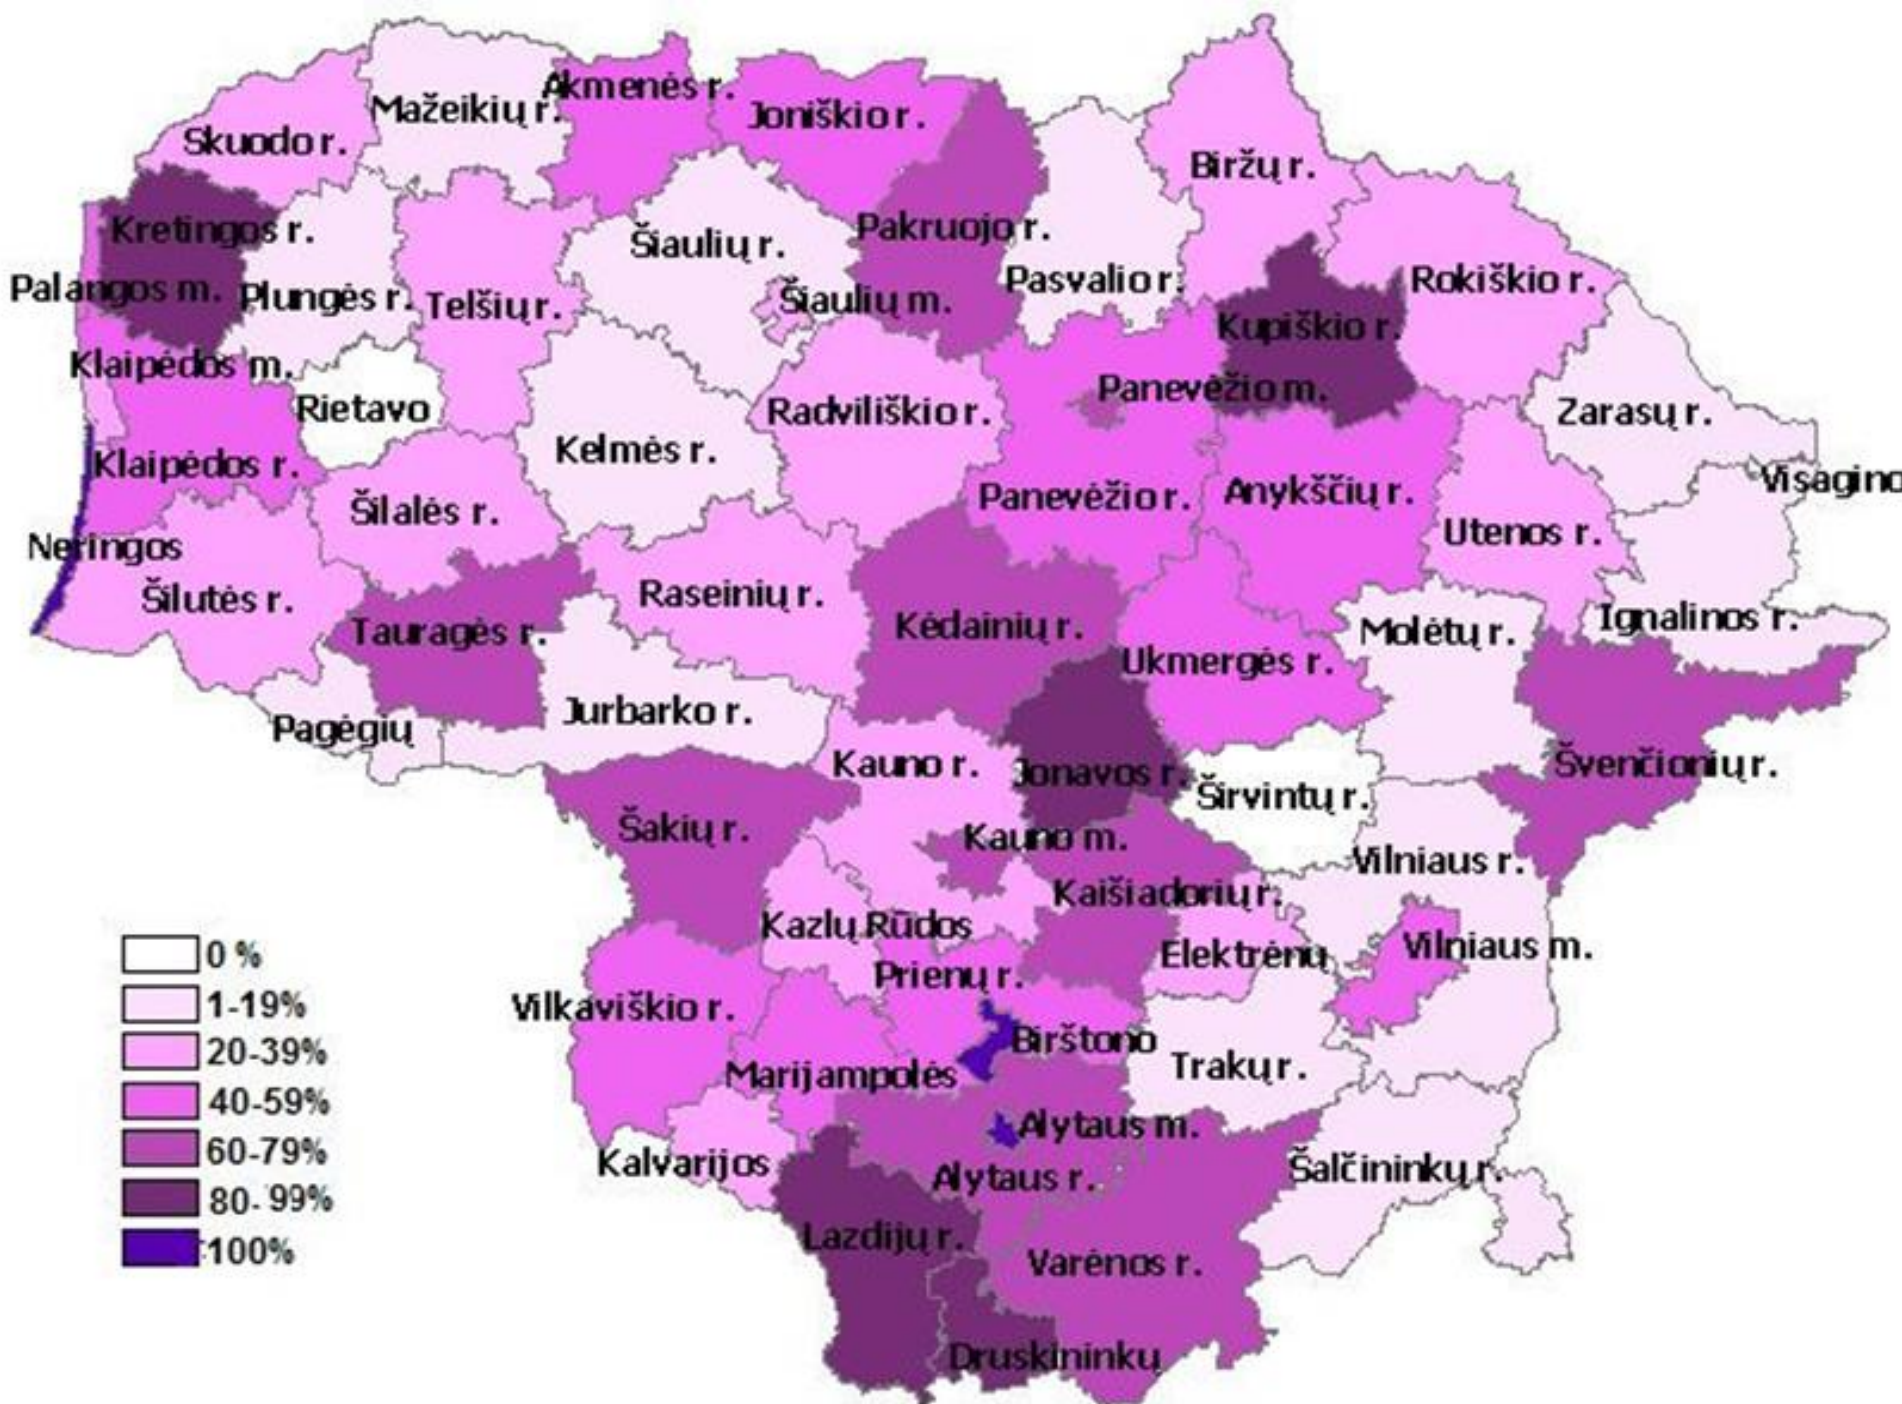 Akmenės r.
Mažeikių r.
Joniškio r.
Skuodo r.
Biržų r.
Kretingos r.
Šiaulių r.
Pakruojo r.
Palangos m.
Plungės r.
Telšių r.
Šiaulių m.
Pasvalio r.
Rokiškio r.
Kupiškio r.
Klaipėdos m.
Rietavo
Radviliškio r.
Panevėžio m.
Zarasų r.
Klaipėdos r.
Kelmės r.
Visagino
Šilalės r.
Panevėžio r.
Anykščių r.
Utenos r.
Neringos
Šilutės r.
Raseinių r.
Tauragės r.
Kėdainių r.
Molėtų r.
Ignalinos r.
Ukmergės r.
Pagėgių
Jurbarko r.
Kauno r.
Jonavos r.
Širvintų r.
Švenčionių r.
Šakių r.
Kauno m.
Vilniaus r.
Kaišiadorių r.
Kazlų Rūdos
Elektrėnų
Vilniaus m.
Prienų r.
Vilkaviškio r.
Birštono
Marijampolės
Trakų r.
Alytaus m.
Kalvarijos
Alytaus r.
Šalčininkų r.
Lazdijų r.
Varėnos r.
Druskininkų
0 %
1-19%
20-39%
40-59%
60-79%
80- 99%
100%